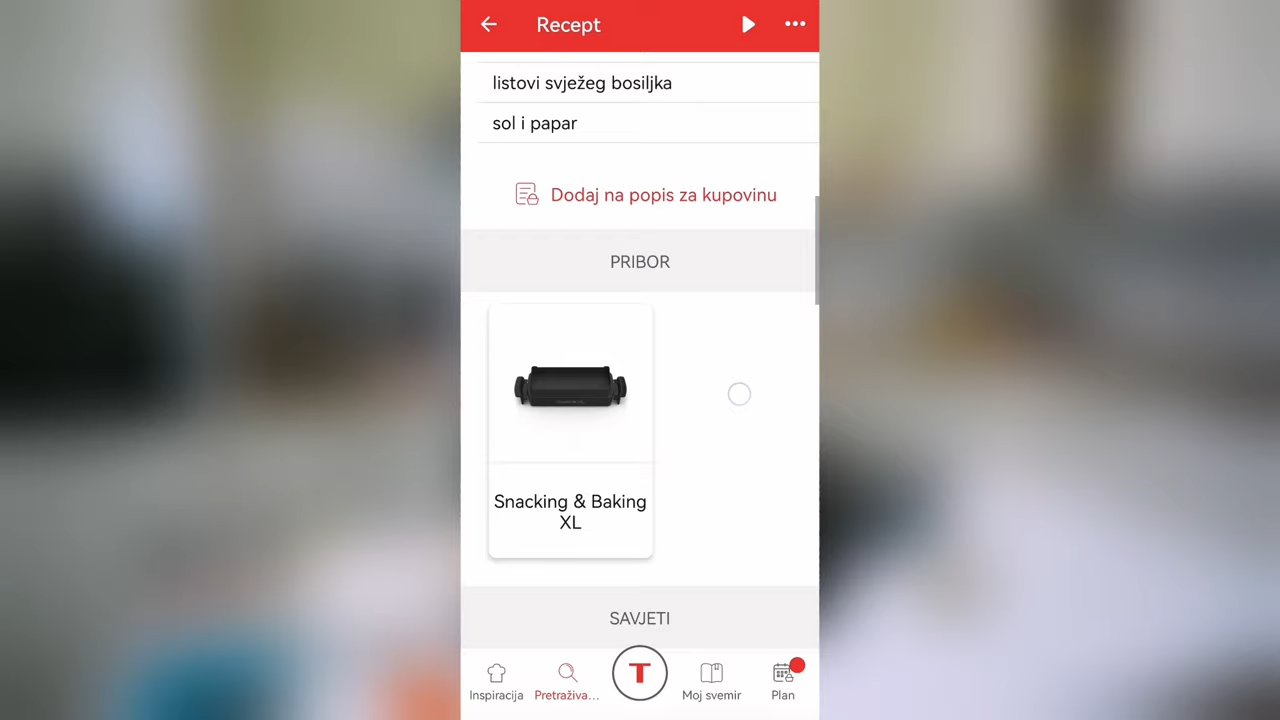 Recept
listovi svježeg bosiljka
sol i papar
Dodaj na popis za kupovinu
PRIBOR
Snacking & Baking
XL
SAVJETI
T
Inspiracija
Pretraživa...
Moj svemir
Plan